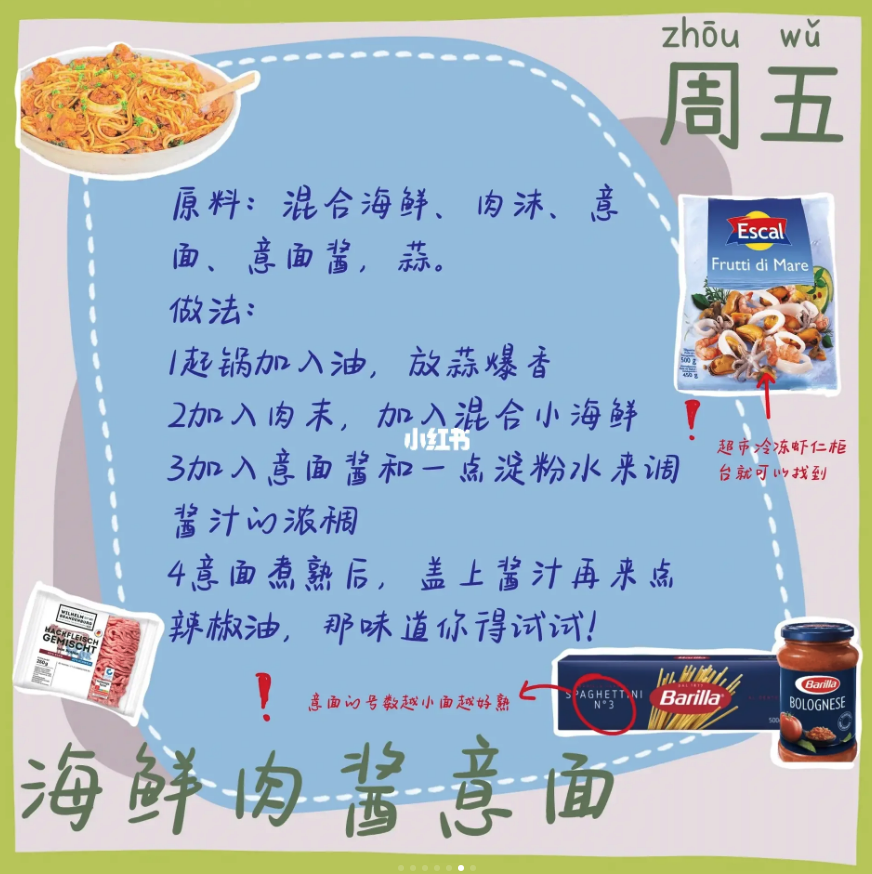 zhōu wǔ
周五
原料：混合海鲜、肉沫、意
面、意面酱，蒜。
做法：
1起锅加入油，放蒜爆香
2加入肉末，加入混合小海鲜
3加入意面酱和一点淀粉水来调
酱汁的浓稠
4意面煮熟后，盖上酱汁再来点
辣椒油，那味道你得试试！
小红书
Escal
Frutti di Mare
500 g
450 g
！
超市冷冻虾仁柜
台就可以找到
WILHELM
BRANDENBURG
HACKFLEISCH
GEMISCHT
！
意面的号数越小面越好熟
SPAGHETTINI
N°3
Barilla
500
Barilla
BOLOGNESE
海鲜肉酱意面